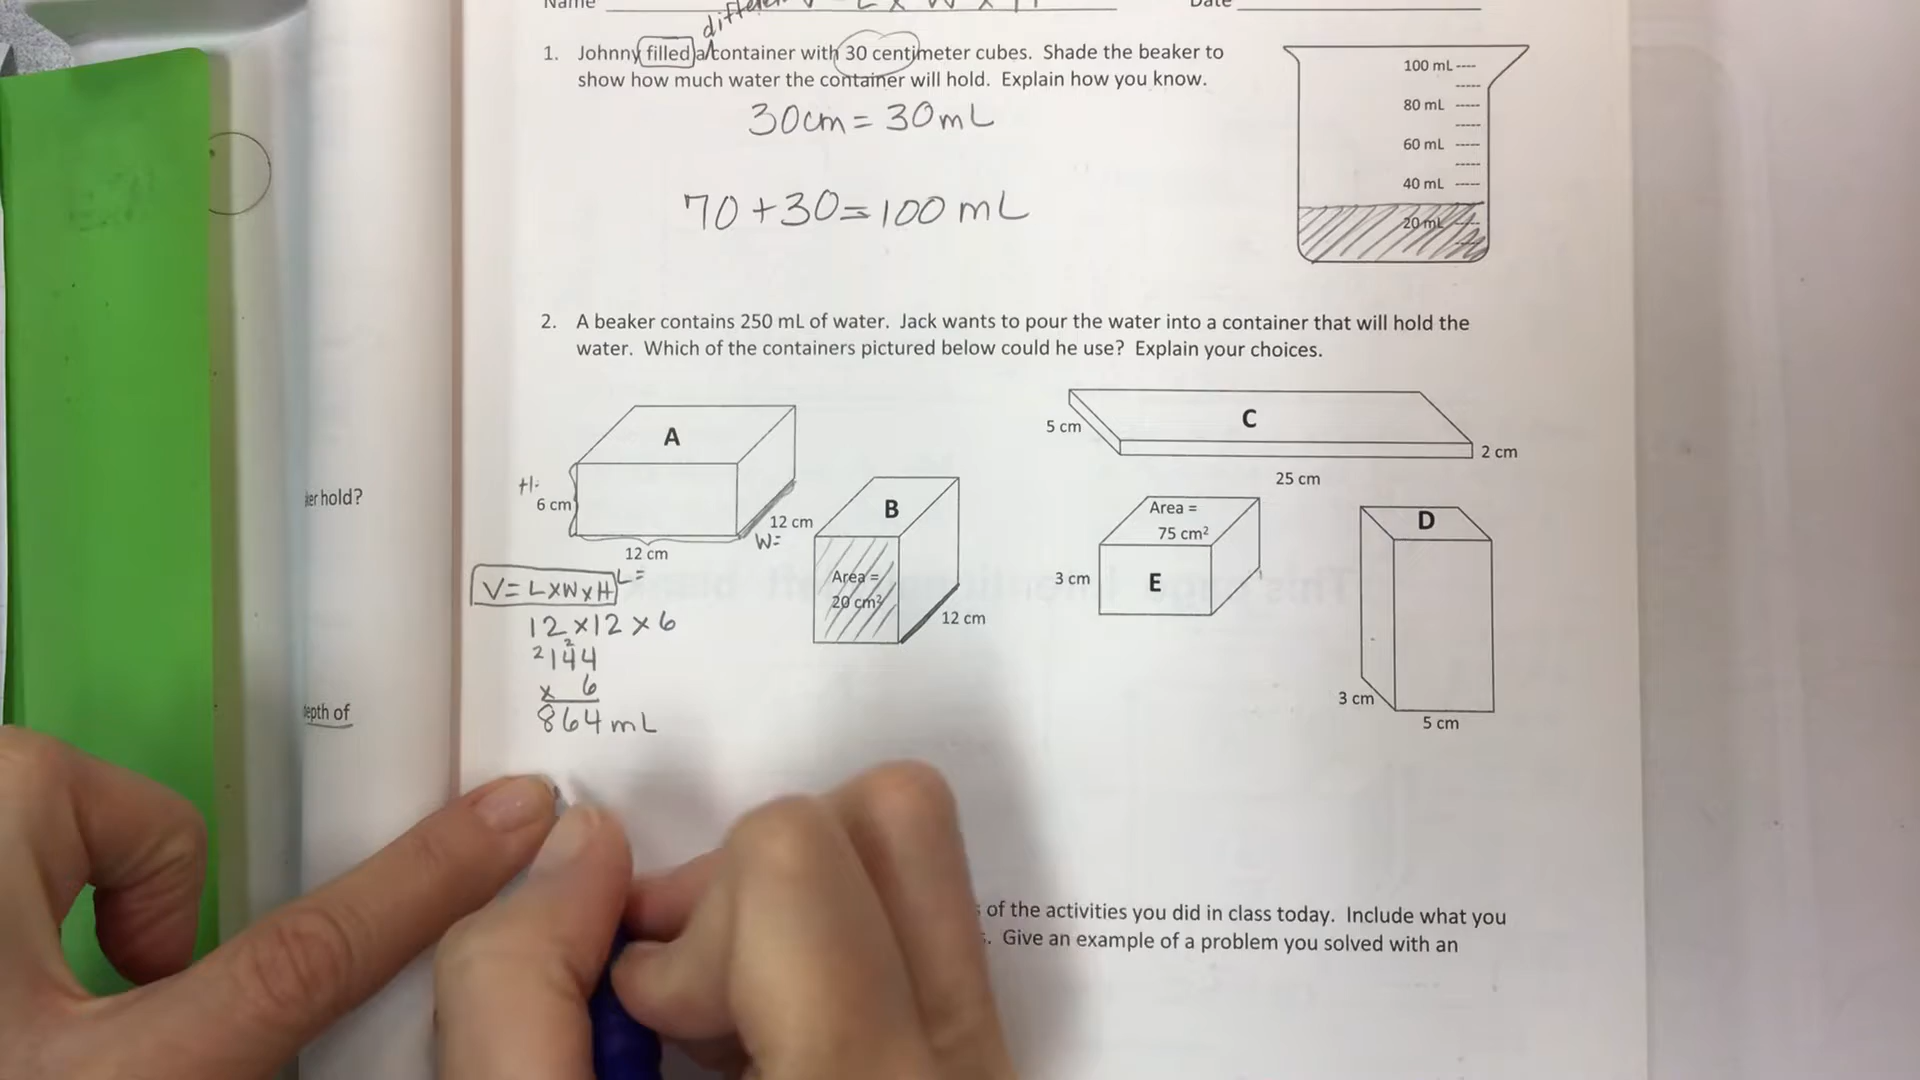 Name
Date
different
1. Johnny filled a container with 30 centimeter cubes. Shade the beaker to
show how much water the container will hold. Explain how you know.
30cm = 30mL
70 + 30 = 100 mL
100 mL
80 mL
60 mL
40 mL
20 mL
2. A beaker contains 250 mL of water. Jack wants to pour the water into a container that will hold the
water. Which of the containers pictured below could he use? Explain your choices.
A
H:
6 cm
12 cm
W=
12 cm
L=
V=LxWxH
12 x 12 x 6
2
2144
x 6
864 mL
B
Area =
20 cm²
12 cm
C
5 cm
2 cm
25 cm
Area =
75 cm²
3 cm
E
D
3 cm
5 cm
hold?
depth of
of the activities you did in class today. Include what you
. Give an example of a problem you solved with an